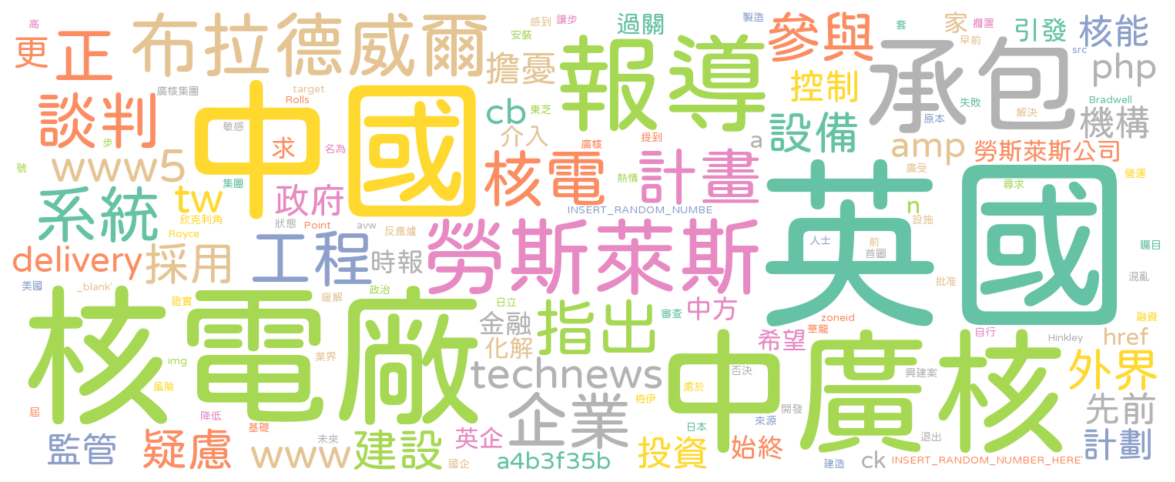 高 布拉德威爾 安裝 感到 讓步 過關 參與 家 早前 套 引發 src 核能
更 正 廣核集團 target Rolls 擔憂 報導 控制 承包 失敗 php
談判 中國 敏感 求 名為 cb 東芝 介入 廣核 提到 a 設備 原本 解決 Bradwell 機構
步 www5 集團 核電 熱情 計畫 amp 廣受 勞斯萊斯公司
號 系統 tw 欣克利角 政府 INSERT_RANDOM_NUMBE n 設施 尋求 變運
Royce 狀態 Point avw 反應爐 勞斯萊斯 英國 人士 前 首圖 矚目
delivery 採用 工程 時報 批准 混亂
美國 _blank' 證實 緩解 政治 日立 審查 中方 zoneid 華龍 自行 融資
核電廠 金融 化解 指出 希望 否決 中廣核 Hinkley href
img 風險 業界 technews 處於 興建案 外界
屆 降低 基礎 企業 梅伊 日本 來源 開發 先前
監管 疑慮 www 未來 建設 國企 英企 a4b3f35b 投資 始終 建造 ck 退出 INSERT_RANDOM_NUMBER_HERE' 計劃